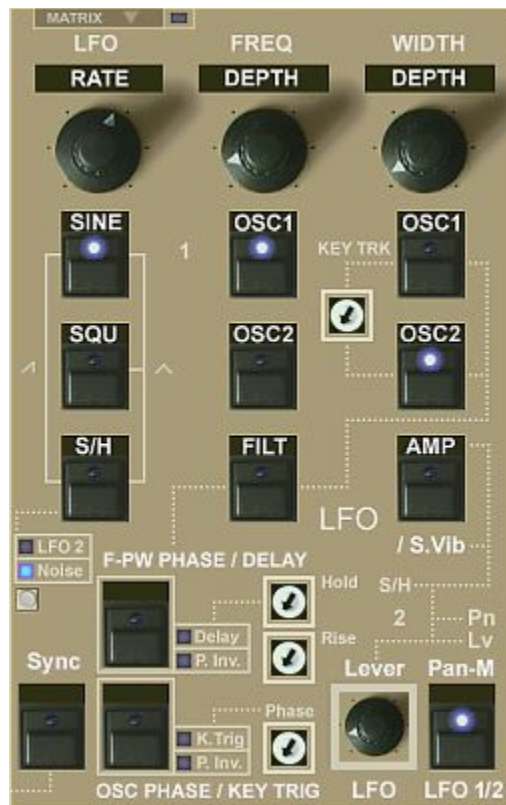 MATRIX
LFO FREQ WIDTH
RATE DEPTH DEPTH
SINE OSC1 OSC1
1 KEY TRK
SQU OSC2 OSC2
S/H FILT AMP
LFO
LFO 2 / S.Vib
Noise F-PW PHASE / DELAY
Hold S/H
2 Pn
Delay Rise Lv
P. Inv.
Sync Lever Pan-M
Phase
K.Trig
P. Inv.
OSC PHASE / KEY TRIG LFO LFO 1/2